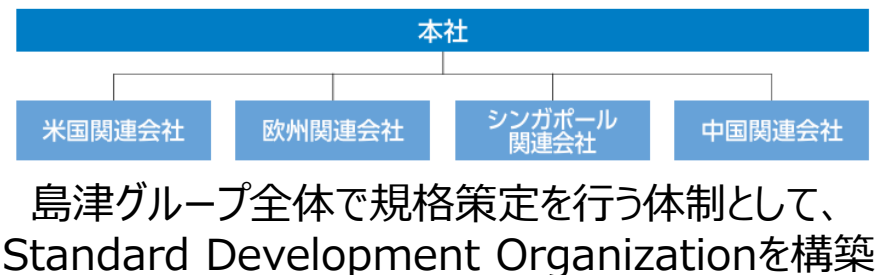 本社
米国関連会社
欧州関連会社
シンガポール
関連会社
中国関連会社
島津グループ全体で規格策定を行う体制として、
Standard Development Organizationを構築